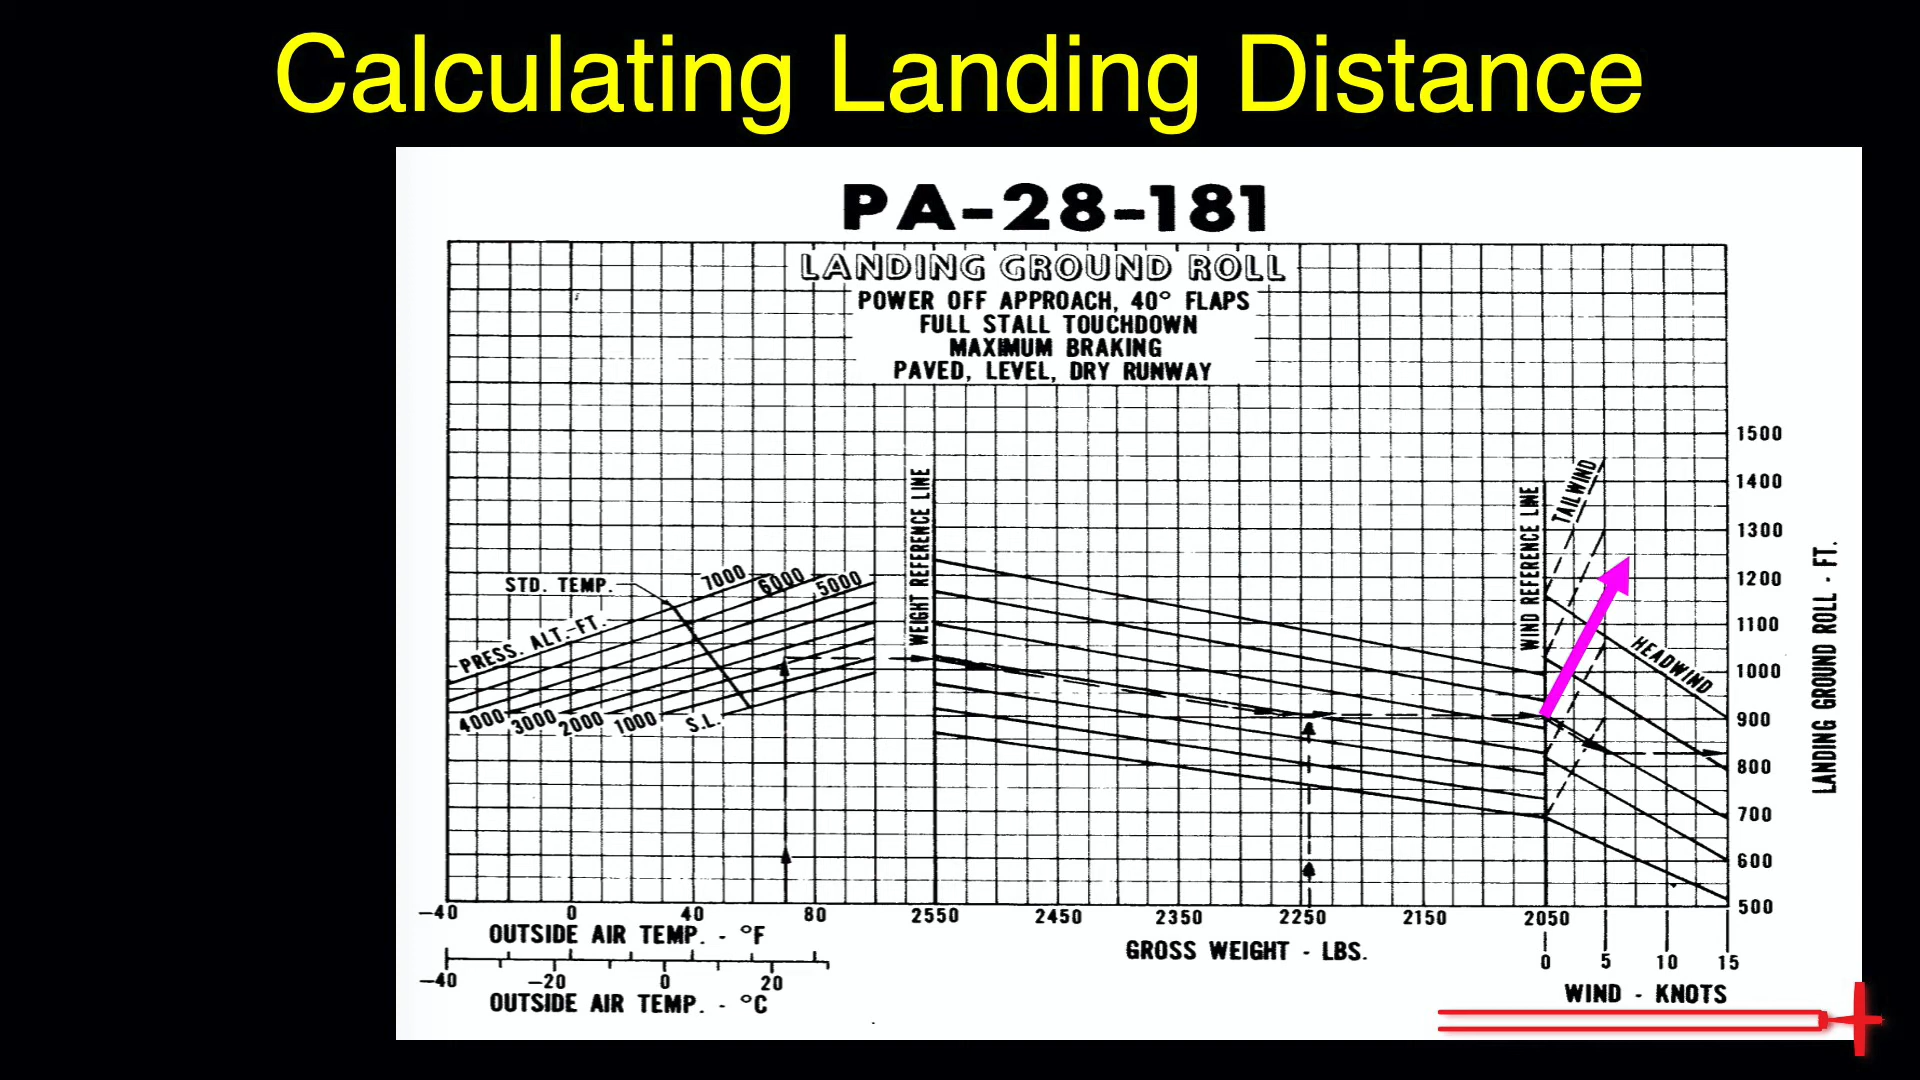 Calculating Landing Distance
PA-28-181
LANDING GROUND ROLL
POWER OFF APPROACH, 40° FLAPS
FULL STALL TOUCHDOWN
MAXIMUM BRAKING
PAVED, LEVEL, DRY RUNWAY
STD. TEMP.
PRESS. ALT.-FT.
7000
6000
5000
4000
3000
2000
1000
S.L.
WEIGHT REFERENCE LINE
WIND REFERENCE LINE
TAILWIND
HEADWIND
1500
1400
1300
1200
1100
1000
900
800
700
600
500
LANDING GROUND ROLL - FT.
-40 0 40 80
OUTSIDE AIR TEMP. - °F
-40 -20 0 20
OUTSIDE AIR TEMP. - °C
2550 2450 2350 2250 2150 2050
GROSS WEIGHT - LBS.
0 5 10 15
WIND - KNOTS